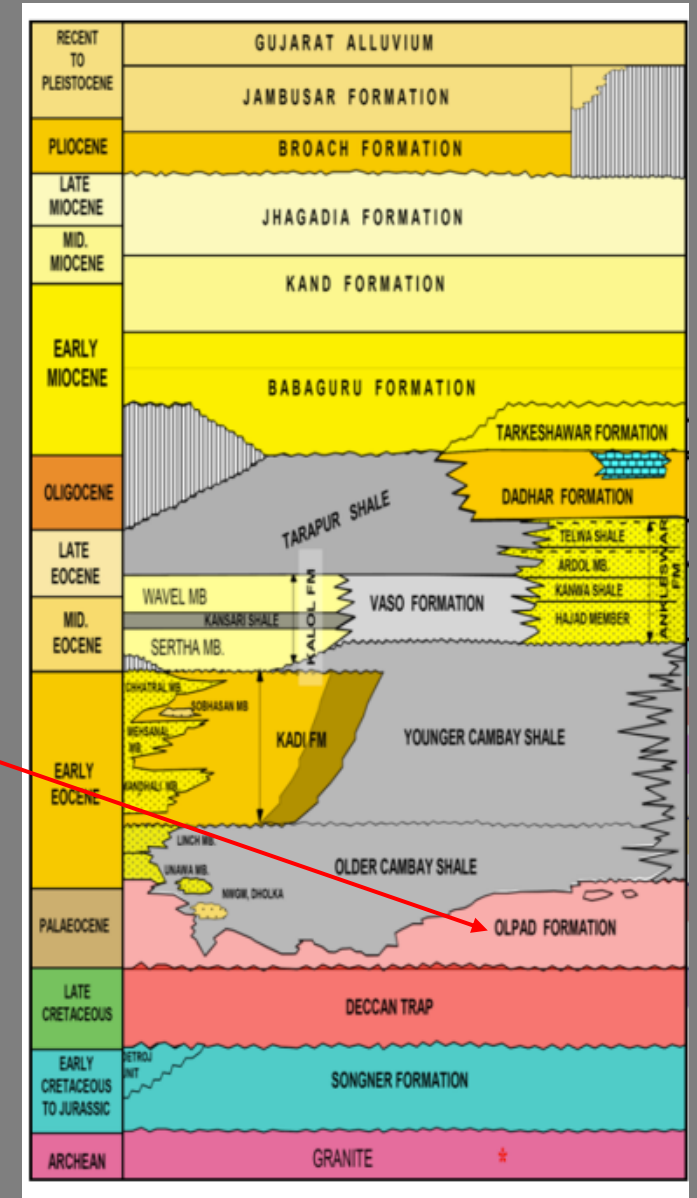 RECENT
TO
PLEISTOCENE
GUJARAT ALLUVIUM
JAMBUSAR FORMATION
PLIOCENE
BROACH FORMATION
LATE
MIOCENE
JHAGADIA FORMATION
MID.
MIOCENE
KAND FORMATION
EARLY
MIOCENE
BABAGURU FORMATION
TARKESHAWAR FORMATION
OLIGOCENE
TARAPUR SHALE
DADHAR FORMATION
LATE
EOCENE
TELWA SHALE
ARDOL MB.
KANWA SHALE
HAJAD MEMBER
ANKLESWAR
FM
MID.
EOCENE
WAVEL MB
KANSARI SHALE
SERTHA MB.
KALOL FM
VASO FORMATION
EARLY
EOCENE
CHHATRAL MB.
SOBHASAN MB
MEHSANA
MB.
KADI FM
YOUNGER CAMBAY SHALE
MB.
LINCH MB.
UNAWA MB.
OLDER CAMBAY SHALE
NWGM, DHOLKA
PALAEOCENE
OLPAD FORMATION
LATE
CRETACEOUS
DECCAN TRAP
EARLY
CRETACEOUS
TO JURASSIC
SONGNER FORMATION
ARCHEAN
GRANITE *